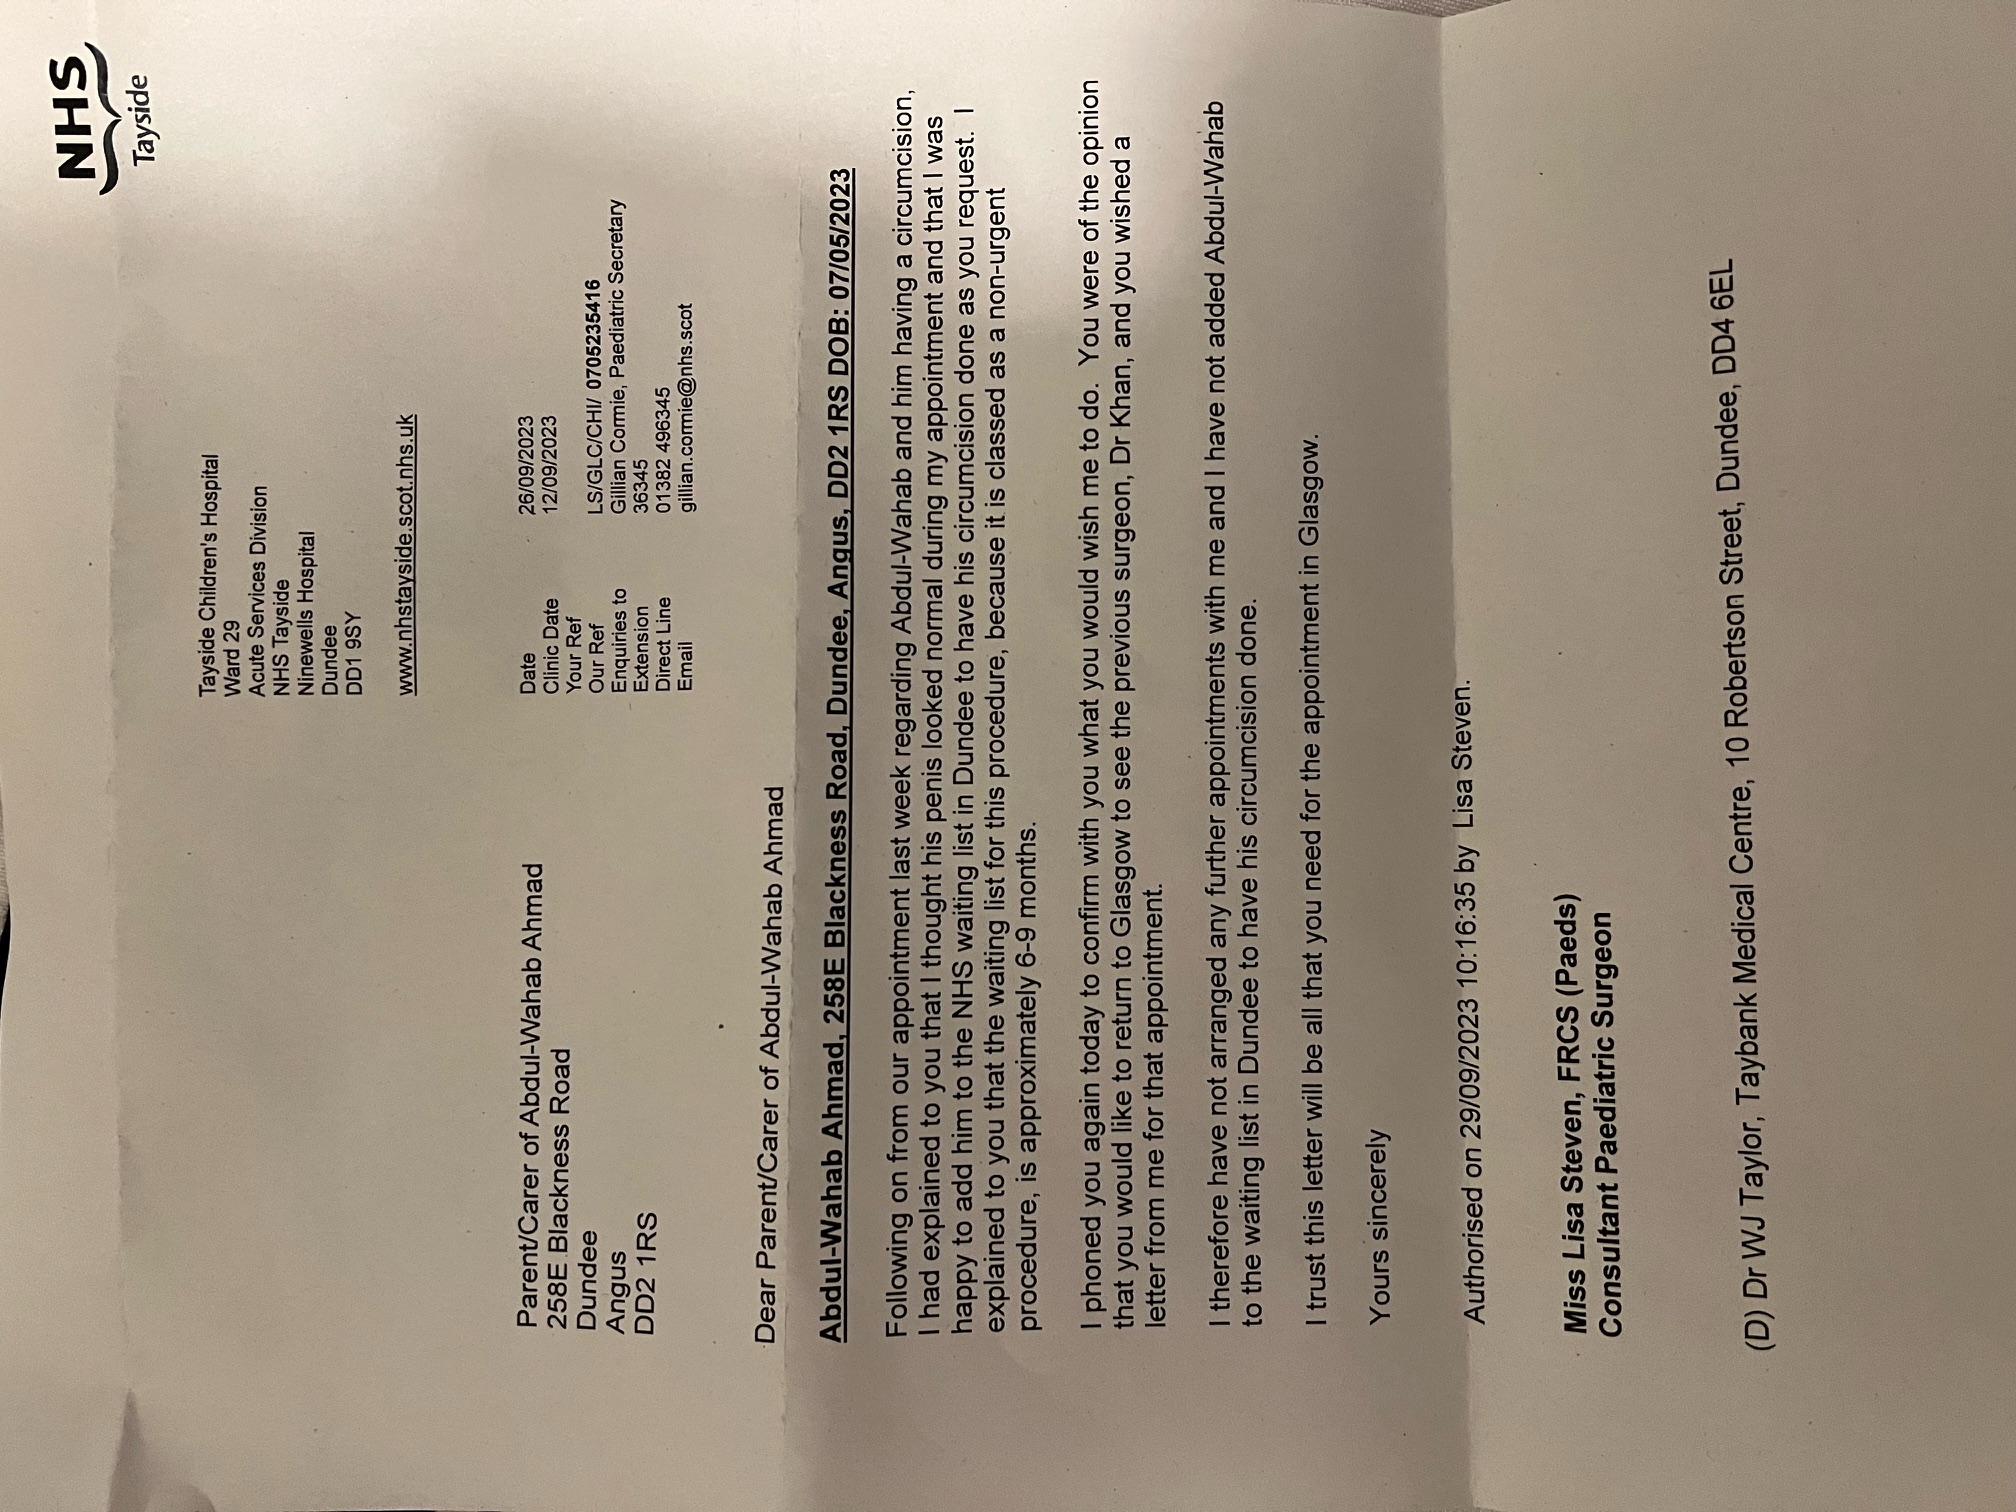 NHS
Tayside
Tayside Children's Hospital
Ward 29
Acute Services Division
NHS Tayside
Ninewells Hospital
Dundee
DD1 9SY
www.nhstayside.scot.nhs.uk
Parent/Carer of Abdul-Wahab Ahmad
258E Blackness Road
Dundee
Angus
DD2 1RS
Date 26/09/2023
Clinic Date 12/09/2023
Your Ref
Our Ref LS/GLC/CHI/ 0705235416
Enquiries to Gillian Cormie, Paediatric Secretary
Extension 36345
Direct Line 01382 496345
Email gillian.cormie@nhs.scot
Dear Parent/Carer of Abdul-Wahab Ahmad
Abdul-Wahab Ahmad, 258E Blackness Road, Dundee, Angus, DD2 1RS DOB: 07/05/2023
Following on from our appointment last week regarding Abdul-Wahab and him having a circumcision,
I had explained to you that I thought his penis looked normal during my appointment and that I was
happy to add him to the NHS waiting list in Dundee to have his circumcision done as you request. I
explained to you that the waiting list for this procedure, because it is classed as a non-urgent
procedure, is approximately 6-9 months.
I phoned you again today to confirm with you what you would wish me to do. You were of the opinion
that you would like to return to Glasgow to see the previous surgeon, Dr Khan, and you wished a
letter from me for that appointment.
I therefore have not arranged any further appointments with me and I have not added Abdul-Wahab
to the waiting list in Dundee to have his circumcision done.
I trust this letter will be all that you need for the appointment in Glasgow.
Yours sincerely
Authorised on 29/09/2023 10:16:35 by Lisa Steven.
Miss Lisa Steven, FRCS (Paeds)
Consultant Paediatric Surgeon
(D) Dr WJ Taylor, Taybank Medical Centre, 10 Robertson Street, Dundee, DD4 6EL